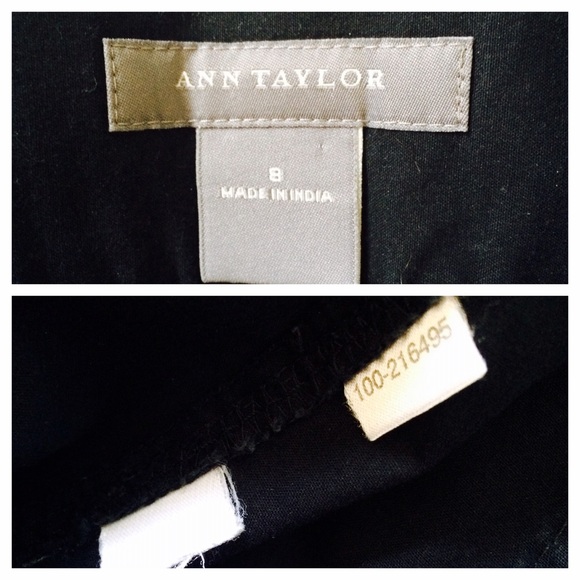 ANN TAYLOR
8
MADE IN INDIA
100-216495